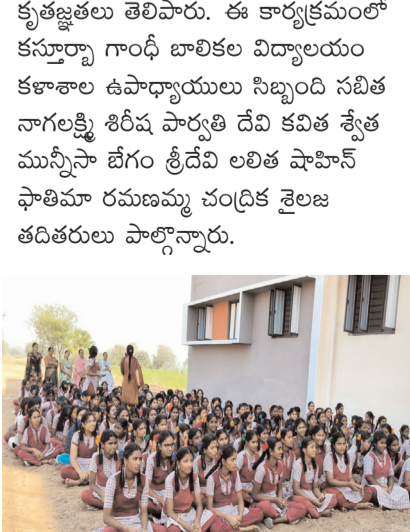 కృతజ్ఞతలు తెలిపారు. ఈ కార్యక్రమంలో
కస్తూర్బా గాంధీ బాలికల విద్యాలయం
కళాశాల ఉపాధ్యాయులు సిబ్బంది సబిత
నాగలక్ష్మి శిరీష పార్వతి దేవి కవిత శ్వేత
మున్నీసా బేగం శ్రీదేవి లలిత షాహిన్
ఫాతిమా రమణమ్మ చంద్రిక శైలజ
తదితరులు పాల్గొన్నారు.